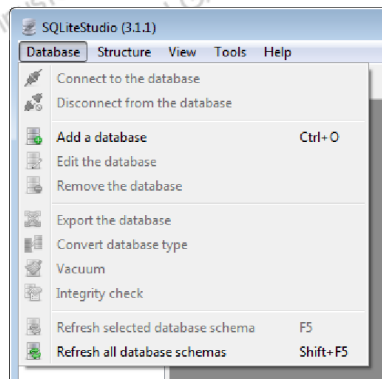 SQLiteStudio (3.1.1)
Database Structure View Tools Help
Connect to the database
Disconnect from the database
Add a database Ctrl+O
Edit the database
Remove the database
Export the database
Convert database type
Vacuum
Integrity check
Refresh selected database schema F5
Refresh all database schemas Shift+F5